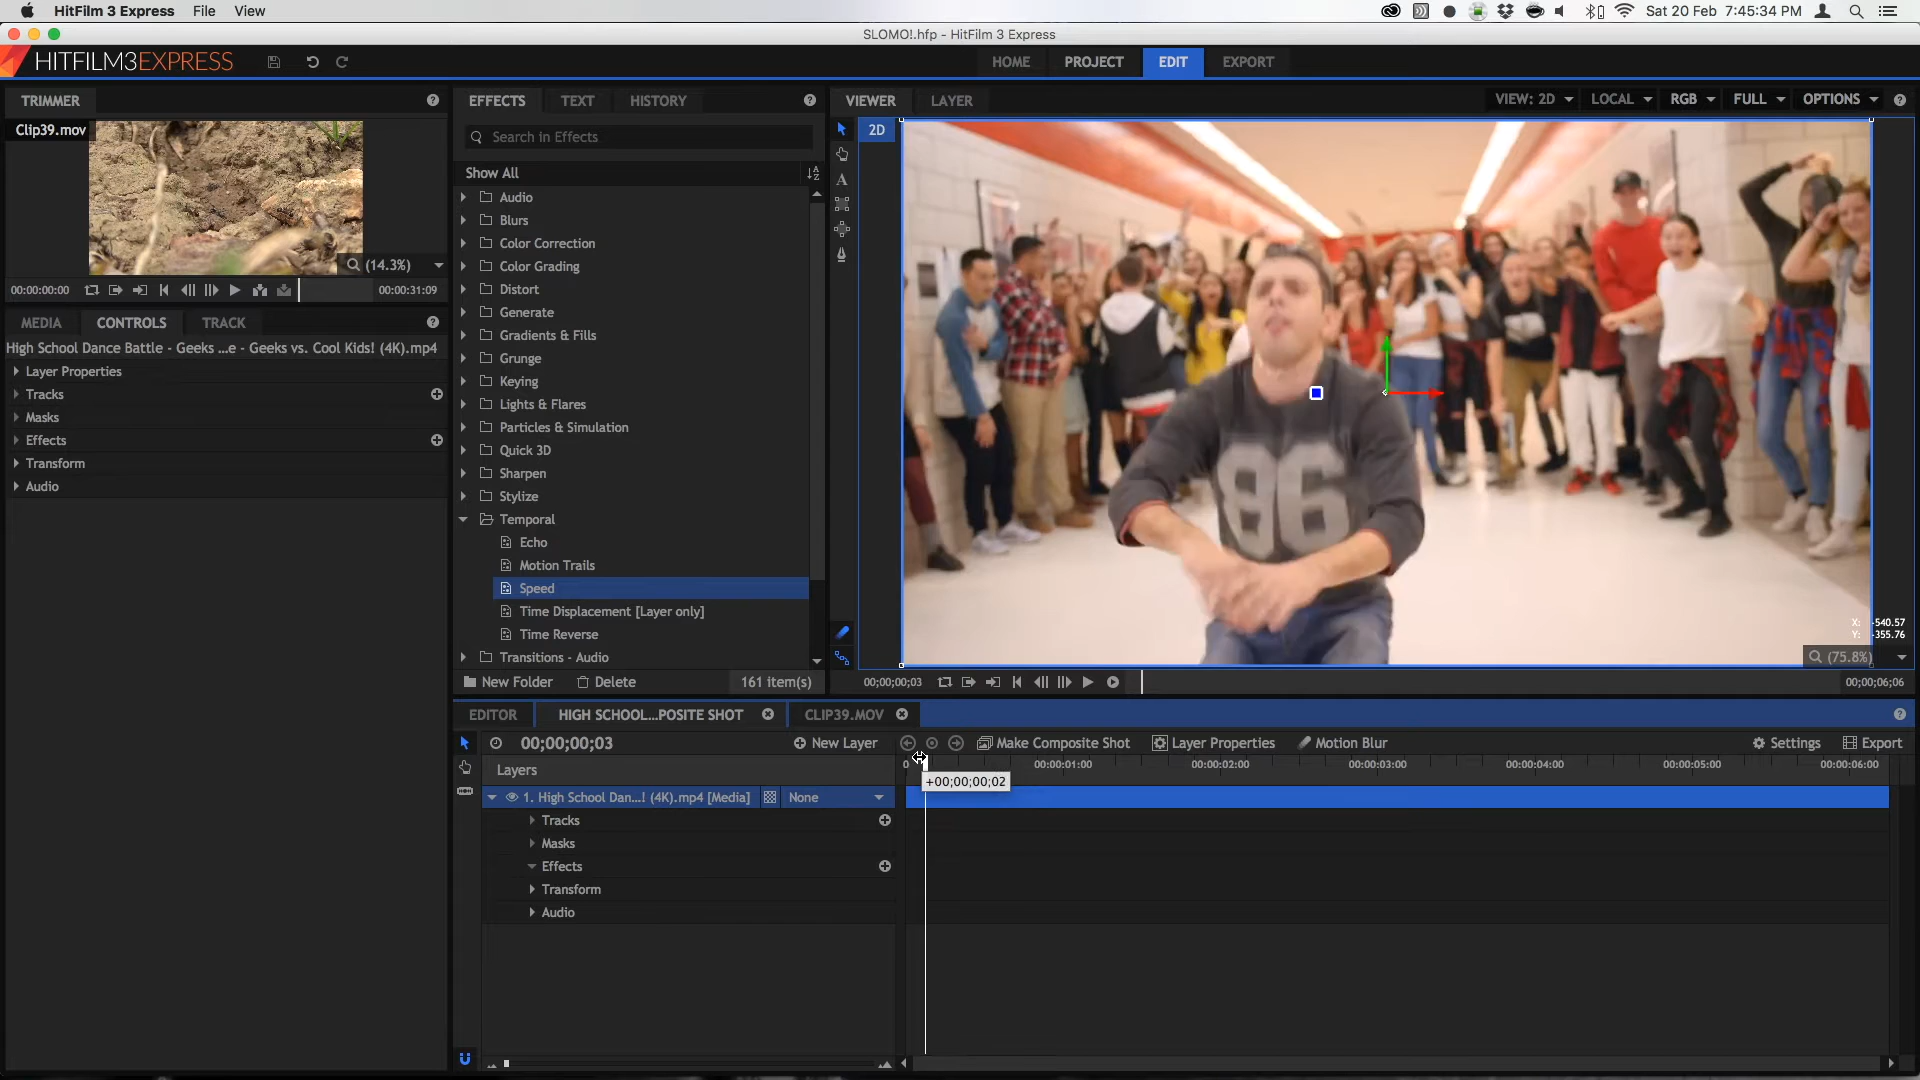 HitFilm 3 Express File View Sat 20 Feb 7:45:34 PM
SLOMO!.hfp - HitFilm 3 Express
HITFILM3EXPRESS HOME PROJECT EDIT EXPORT
TRIMMER
Clip39.mov
(14.3%)
00:00:00:00 00:00:31:09
MEDIA CONTROLS TRACK
High School Dance Battle - Geeks ...e - Geeks vs. Cool Kids! (4K).mp4
Layer Properties
Tracks
Masks
Effects
Transform
Audio
EFFECTS TEXT HISTORY
Search in Effects
Show All
Audio
Blurs
Color Correction
Color Grading
Distort
Generate
Gradients & Fills
Grunge
Keying
Lights & Flares
Particles & Simulation
Quick 3D
Sharpen
Stylize
Temporal
Echo
Motion Trails
Speed
Time Displacement [Layer only]
Time Reverse
Transitions - Audio
New Folder Delete 161 item(s)
VIEWER LAYER VIEW: 2D LOCAL RGB FULL OPTIONS
2D
86
X: -540.57
Y: -355.76
(75.8%)
00;00;00;03 00;00;06;06
EDITOR HIGH SCHOOL...POSITE SHOT CLIP39.MOV
00;00;00;03 New Layer Make Composite Shot Layer Properties Motion Blur Settings Export
Layers 0 00:00:01:00 00:00:02:00 00:00:03:00 00:00:04:00 00:00:05:00 00:00:06:00
+00;00;00;02
1. High School Dan...! (4K).mp4 [Media] None
Tracks
Masks
Effects
Transform
Audio